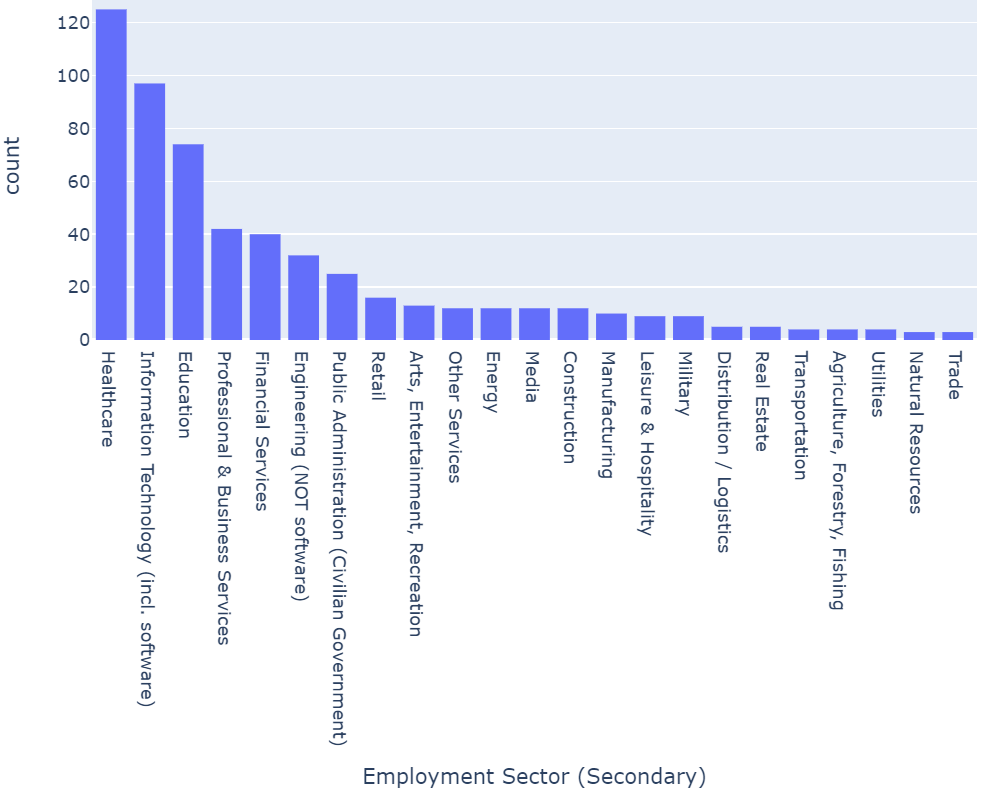 count
120
100
80
60
40
20
0
Healthcare
Information Technology (incl. software)
Education
Professional & Business Services
Financial Services
Engineering (NOT software)
Public Administration (Civilian Government)
Retail
Arts, Entertainment, Recreation
Other Services
Energy
Media
Construction
Manufacturing
Leisure & Hospitality
Military
Distribution / Logistics
Real Estate
Transportation
Agriculture, Forestry, Fishing
Utilities
Natural Resources
Trade
Employment Sector (Secondary)